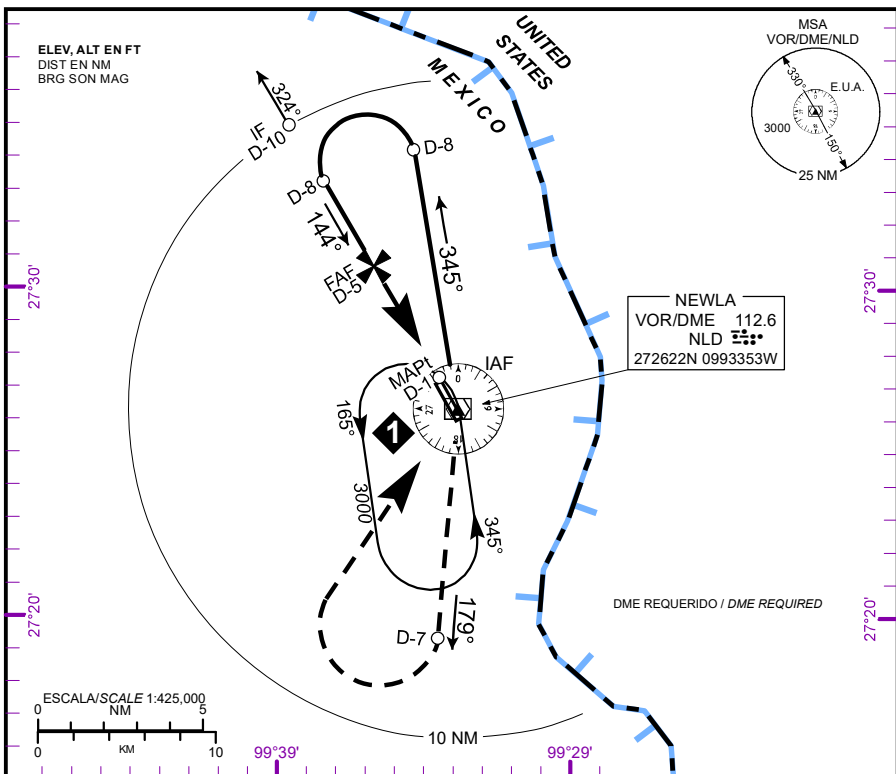 ELEV, ALT EN FT
DIST EN NM
BRG SON MAG
UNITED
STATES
MEXICO
MSA
VOR/DME/NLD
330°
E.U.A.
3000
150°
25 NM
324°
IF
D-10
D-8
D-8
144°
FAF
D-5
345°
27°30'
27°30'
NEWLA
VOR/DME 112.6
NLD
272622N 0993353W
MAPt
D-1
IAF
0
9
18
27
165°
1
3000
345°
179°
D-7
27°20'
27°20'
DME REQUERIDO / DME REQUIRED
ESCALA/SCALE 1:425,000
0 NM 5
0 KM 10
10 NM
99°39'
99°29'